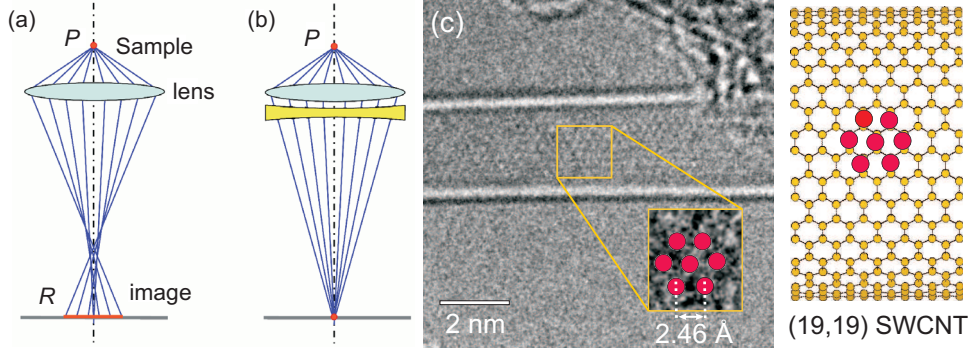 (a)
P
Sample
lens
R
image
(b)
P
(c)
2 nm
2.46 Å
(19,19) SWCNT